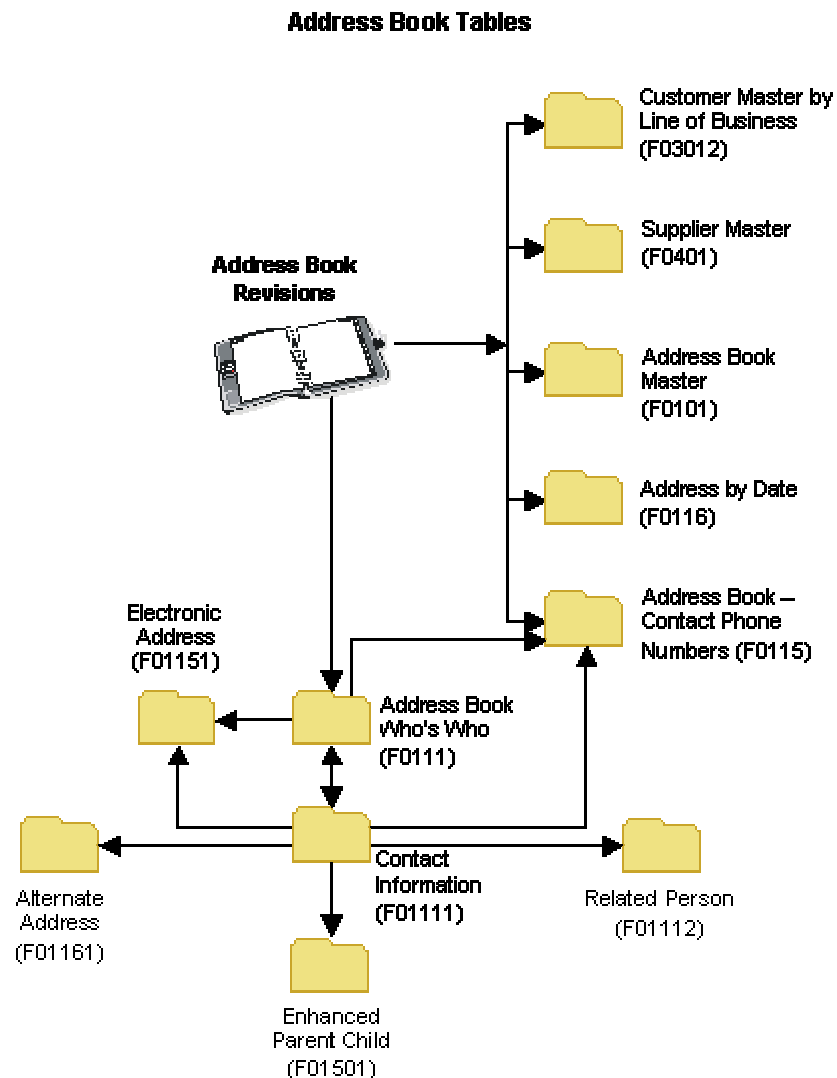 Address Book Tables
Customer Master by
Line of Business
(F03012)
Supplier Master
(F0401)
Address Book
Revisions
Address Book
Master
(F0101)
Address by Date
(F0116)
Address Book –
Contact Phone
Numbers (F0115)
Electronic
Address
(F01151)
Address Book
Who's Who
(F0111)
Contact
Information
(F01111)
Alternate
Address
(F01161)
Related Person
(F01112)
Enhanced
Parent Child
(F01501)